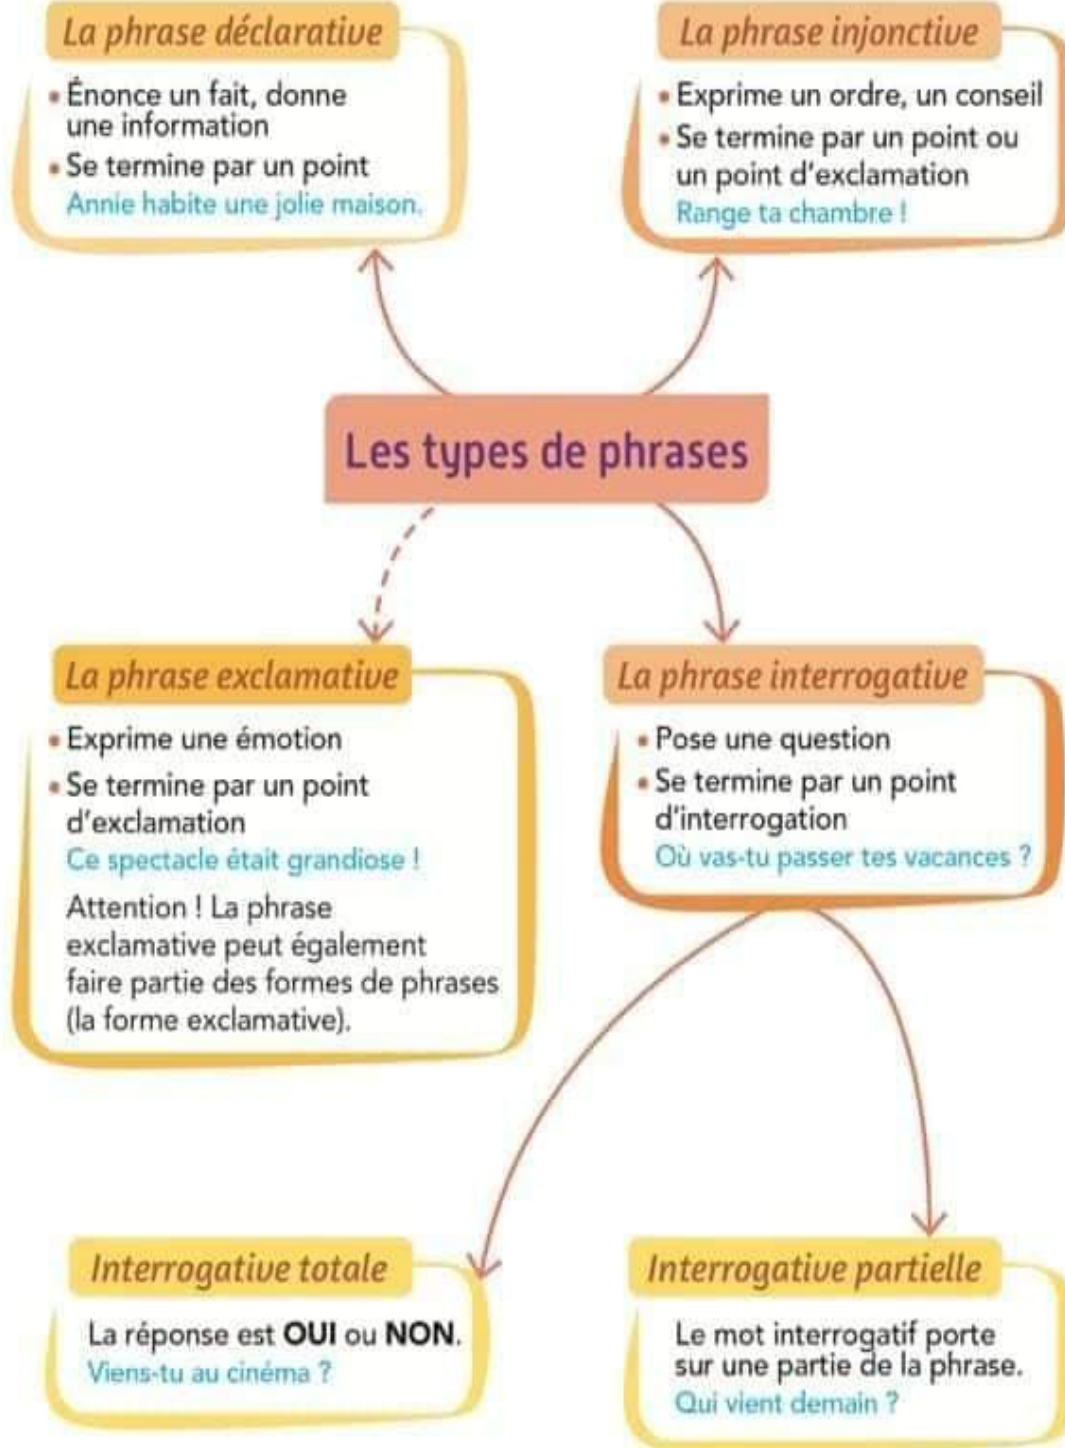 La phrase déclarative
• Énonce un fait, donne
une information
• Se termine par un point
Annie habite une jolie maison.
La phrase injonctive
• Exprime un ordre, un conseil
• Se termine par un point ou
un point d'exclamation
Range ta chambre !
Les types de phrases
La phrase exclamative
• Exprime une émotion
• Se termine par un point
d'exclamation
Ce spectacle était grandiose !
Attention ! La phrase
exclamative peut également
faire partie des formes de phrases
(la forme exclamative).
La phrase interrogative
• Pose une question
• Se termine par un point
d'interrogation
Où vas-tu passer tes vacances ?
Interrogative totale
La réponse est OUI ou NON.
Viens-tu au cinéma ?
Interrogative partielle
Le mot interrogatif porte
sur une partie de la phrase.
Qui vient demain ?